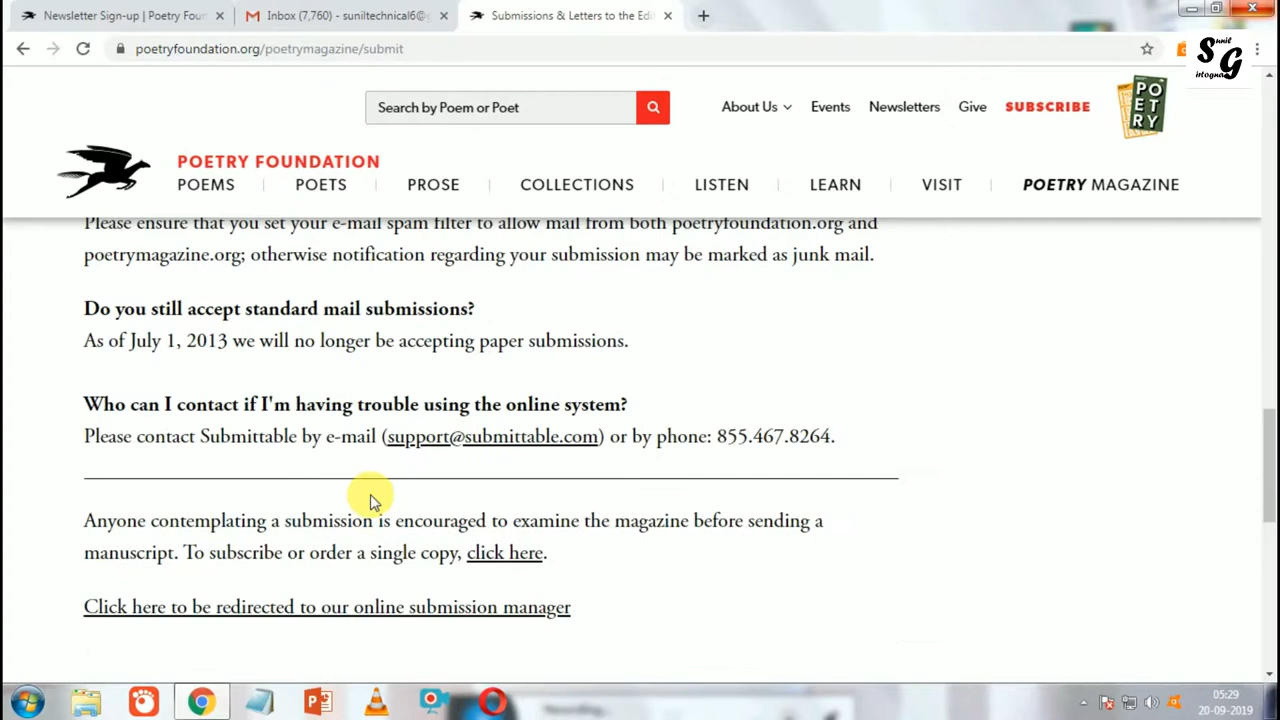 Newsletter Sign-up | Poetry Foun
Inbox (7,760) - suniltechnical6@g
Submissions & Letters to the Edi
poetryfoundation.org/poetrymagazine/submit
Sunil
Girtogna
Search by Poem or Poet
About Us
Events
Newsletters
Give
SUBSCRIBE
PO
ET
RY
POETRY FOUNDATION
POEMS
POETS
PROSE
COLLECTIONS
LISTEN
LEARN
VISIT
POETRY MAGAZINE
Please ensure that you set your e-mail spam filter to allow mail from both poetryfoundation.org and
poetrymagazine.org; otherwise notification regarding your submission may be marked as junk mail.
Do you still accept standard mail submissions?
As of July 1, 2013 we will no longer be accepting paper submissions.
Who can I contact if I'm having trouble using the online system?
Please contact Submittable by e-mail (support@submittable.com) or by phone: 855.467.8264.
Anyone contemplating a submission is encouraged to examine the magazine before sending a
manuscript. To subscribe or order a single copy, click here.
Click here to be redirected to our online submission manager
Recording...
05:29
20-09-2019